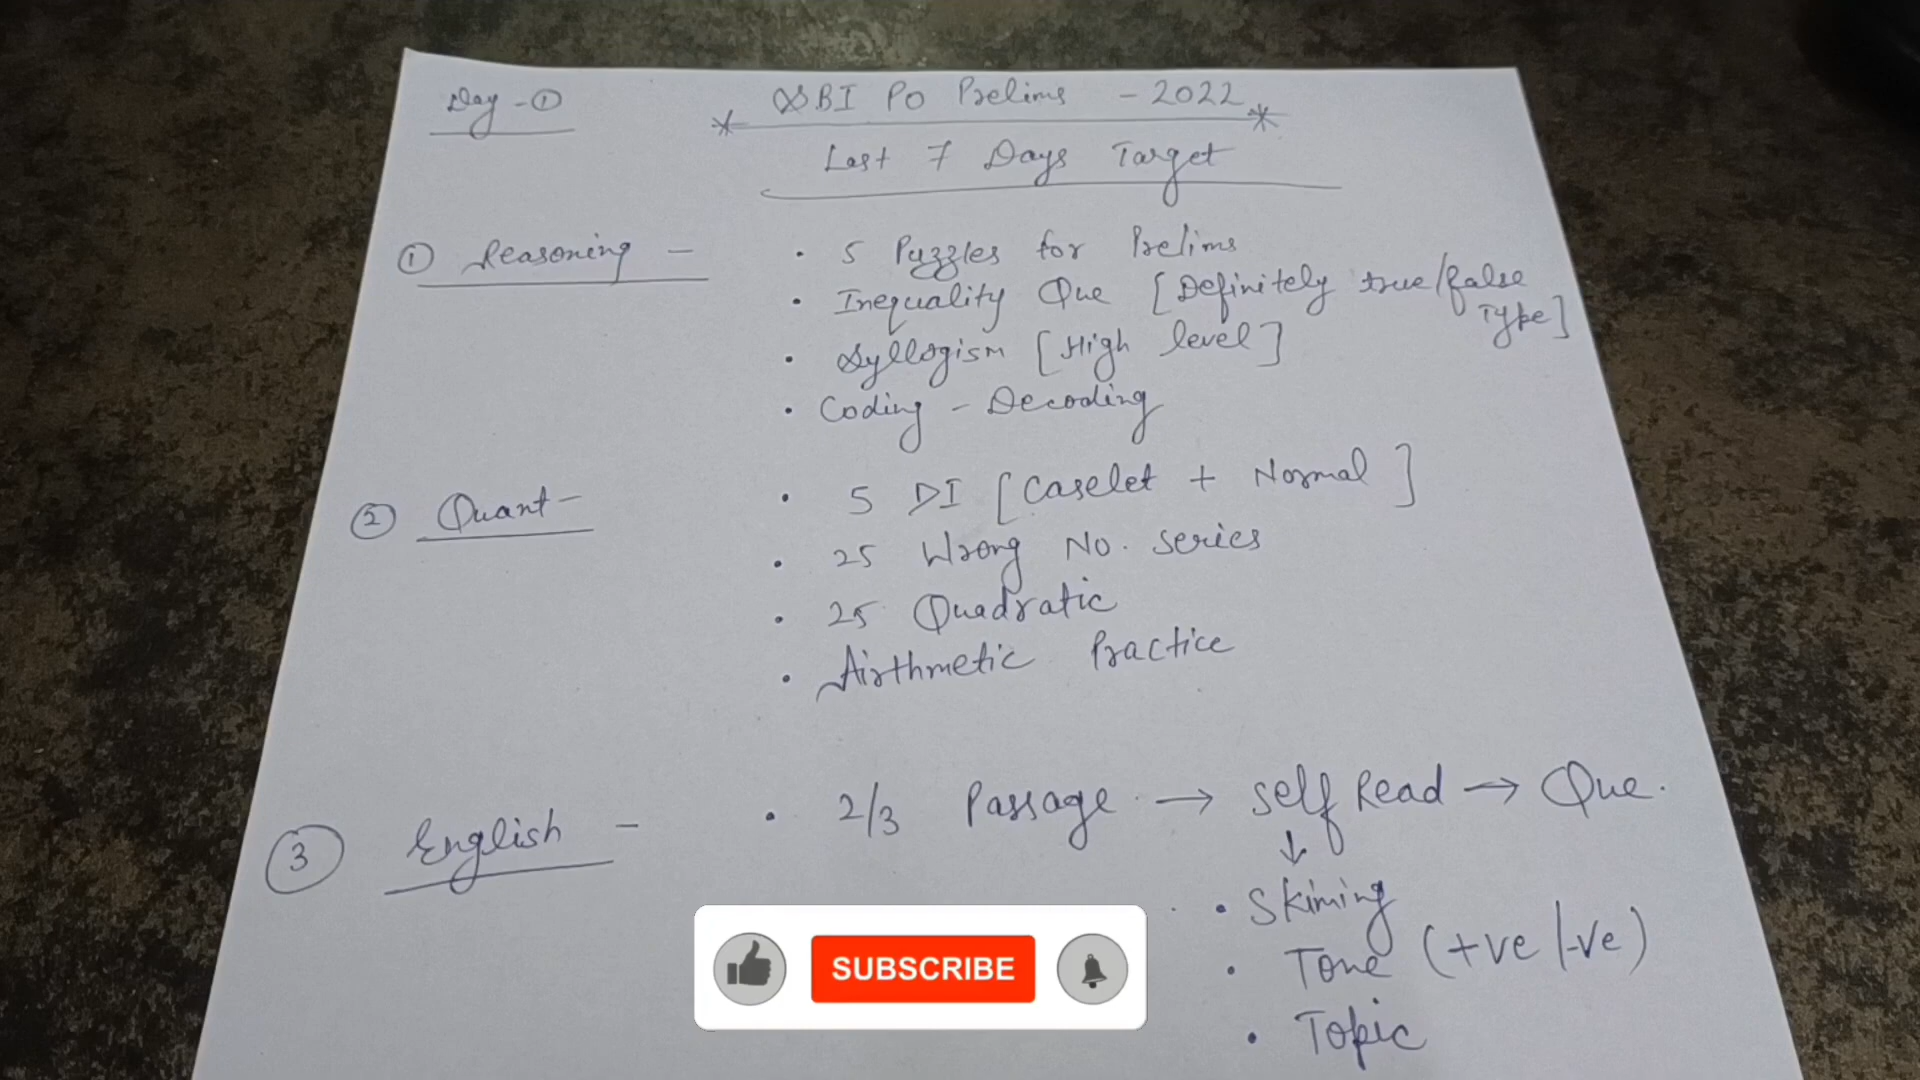 Day - ①
SBI PO Prelims - 2022
Last 7 Days Target
① Reasoning -
• 5 Puzzles for Prelims
• Inequality Que [Definitely true/false Type]
• Syllogism [High level]
• Coding - Decoding
② Quant -
• 5 DI [Caselet + Normal]
• 25 Wrong No. series
• 25 Quadratic
• Airthmetic Practice
③ English -
• 2/3 Passage → self Read → Que.
↓
• Skiming
• Tone (+ve/-ve)
• Topic
SUBSCRIBE